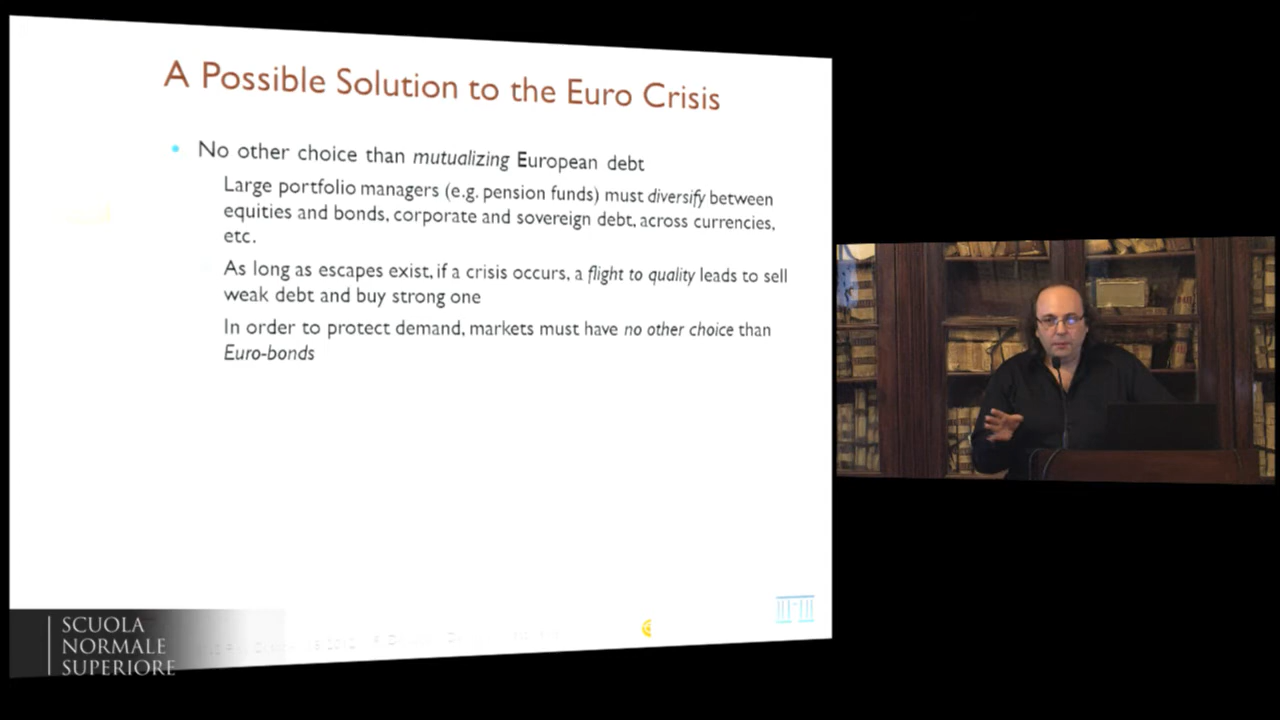 A Possible Solution to the Euro Crisis
• No other choice than mutualizing European debt
Large portfolio managers (e.g. pension funds) must diversify between
equities and bonds, corporate and sovereign debt, across currencies,
etc.
As long as escapes exist, if a crisis occurs, a flight to quality leads to sell
weak debt and buy strong one
In order to protect demand, markets must have no other choice than
Euro-bonds
SCUOLA
NORMALE
SUPERIORE